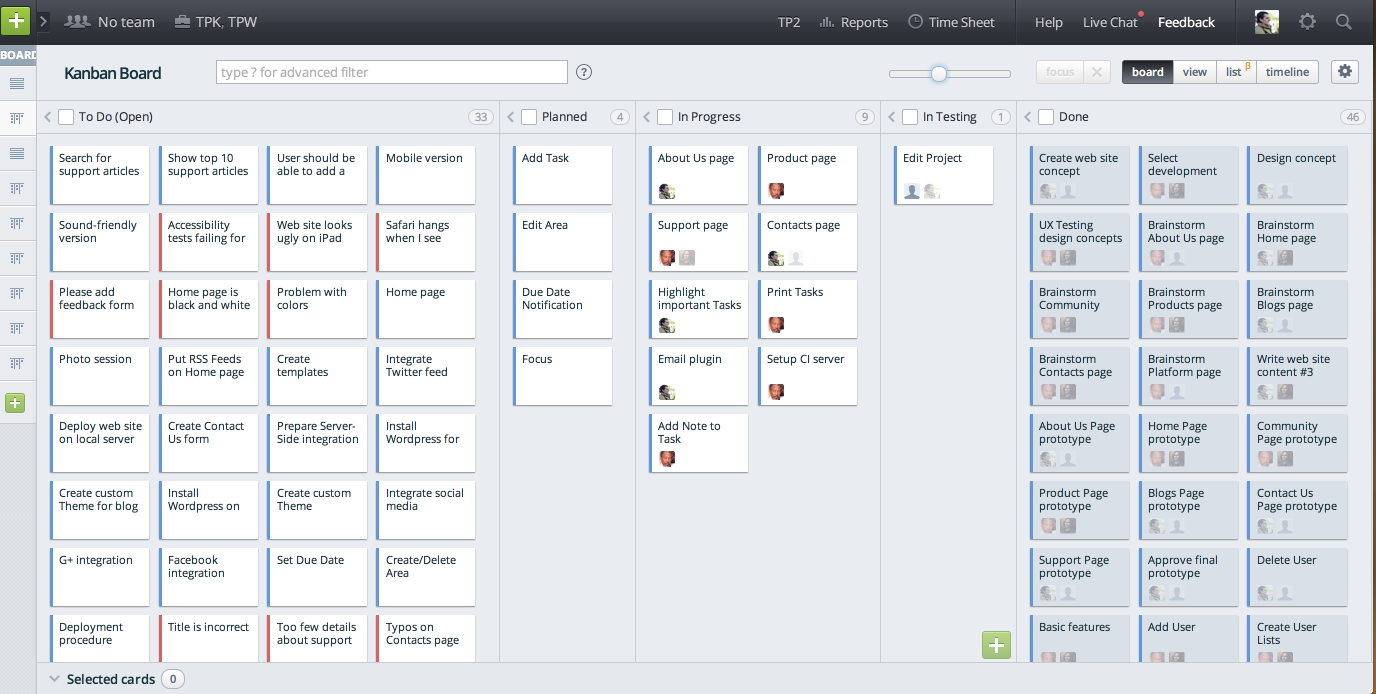 + > No team TPK, TPW TP2 Reports Time Sheet Help Live Chat Feedback
BOARD
Kanban Board type ? for advanced filter ? focus × board view list β timeline
To Do (Open) 33
Planned 4
In Progress 9
In Testing 1
Done 46
Search for
support articles
Show top 10
support articles
User should be
able to add a
Mobile version
Sound-friendly
version
Accessibility
tests failing for
Web site looks
ugly on iPad
Safari hangs
when I see
Please add
feedback form
Home page is
black and white
Problem with
colors
Home page
Photo session
Put RSS Feeds
on Home page
Create
templates
Integrate
Twitter feed
Deploy web site
on local server
Create Contact
Us form
Prepare Server-
Side integration
Install
Wordpress for
Create custom
Theme for blog
Install
Wordpress on
Create custom
Theme
Integrate social
media
G+ integration
Facebook
integration
Set Due Date
Create/Delete
Area
Deployment
procedure
Title is incorrect
Too few details
about support
Typos on
Contacts page
Add Task
Edit Area
Due Date
Notification
Focus
About Us page
Product page
Support page
Contacts page
Highlight
important Tasks
Print Tasks
Email plugin
Setup CI server
Add Note to
Task
Edit Project
Create web site
concept
Select
development
Design concept
UX Testing
design concepts
Brainstorm
About Us page
Brainstorm
Home page
Brainstorm
Community
Brainstorm
Products page
Brainstorm
Blogs page
Brainstorm
Contacts page
Brainstorm
Platform page
Write web site
content #3
About Us Page
prototype
Home Page
prototype
Community
Page prototype
Product Page
prototype
Blogs Page
prototype
Contact Us
Page prototype
Support Page
prototype
Approve final
prototype
Delete User
Basic features
Add User
Create User
Lists
Selected cards 0